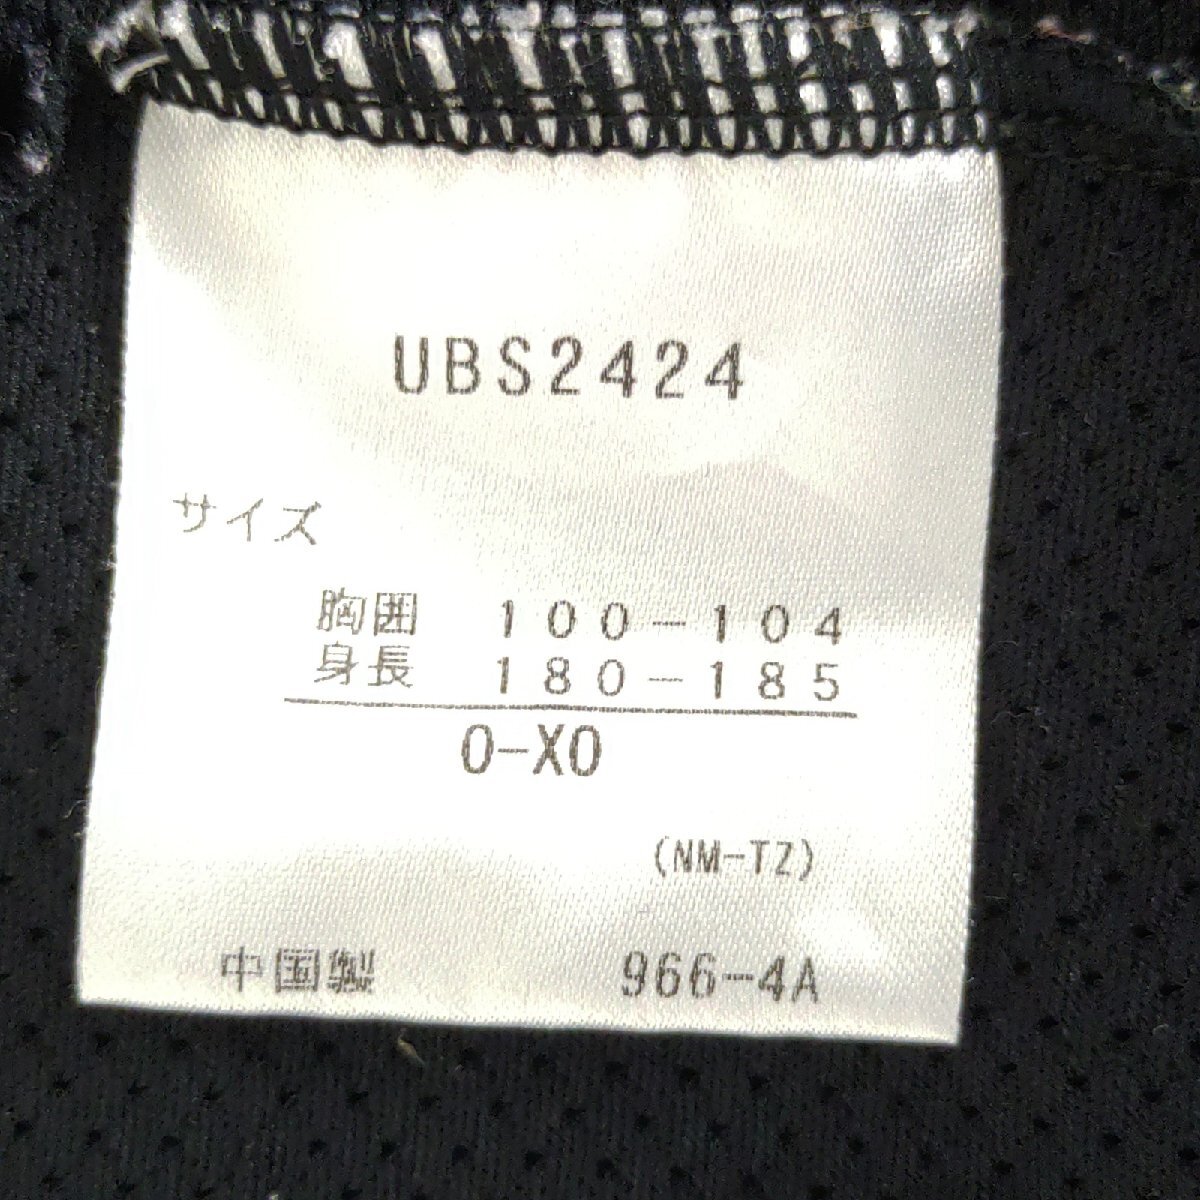 UBS2424
サイズ
胸囲 100-104
身長 180-185
O-XO
(NM-TZ)
中国製 966-4A